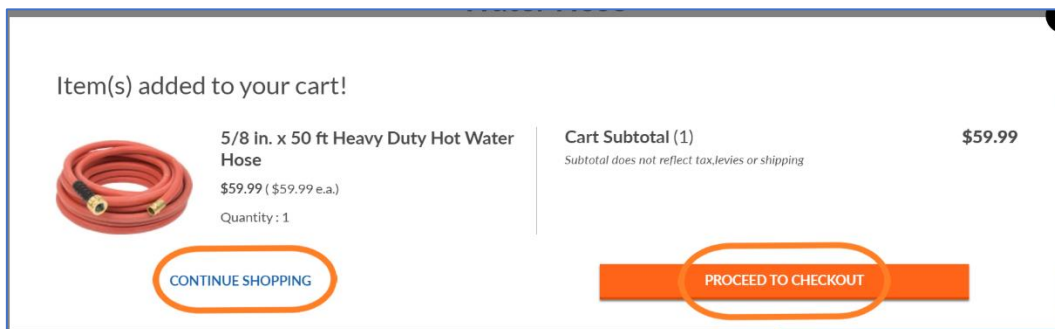 Item(s) added to your cart!
5/8 in. x 50 ft Heavy Duty Hot Water
Hose
$59.99 ( $59.99 e.a.)
Quantity : 1
Cart Subtotal (1)
$59.99
Subtotal does not reflect tax,levies or shipping
CONTINUE SHOPPING
PROCEED TO CHECKOUT